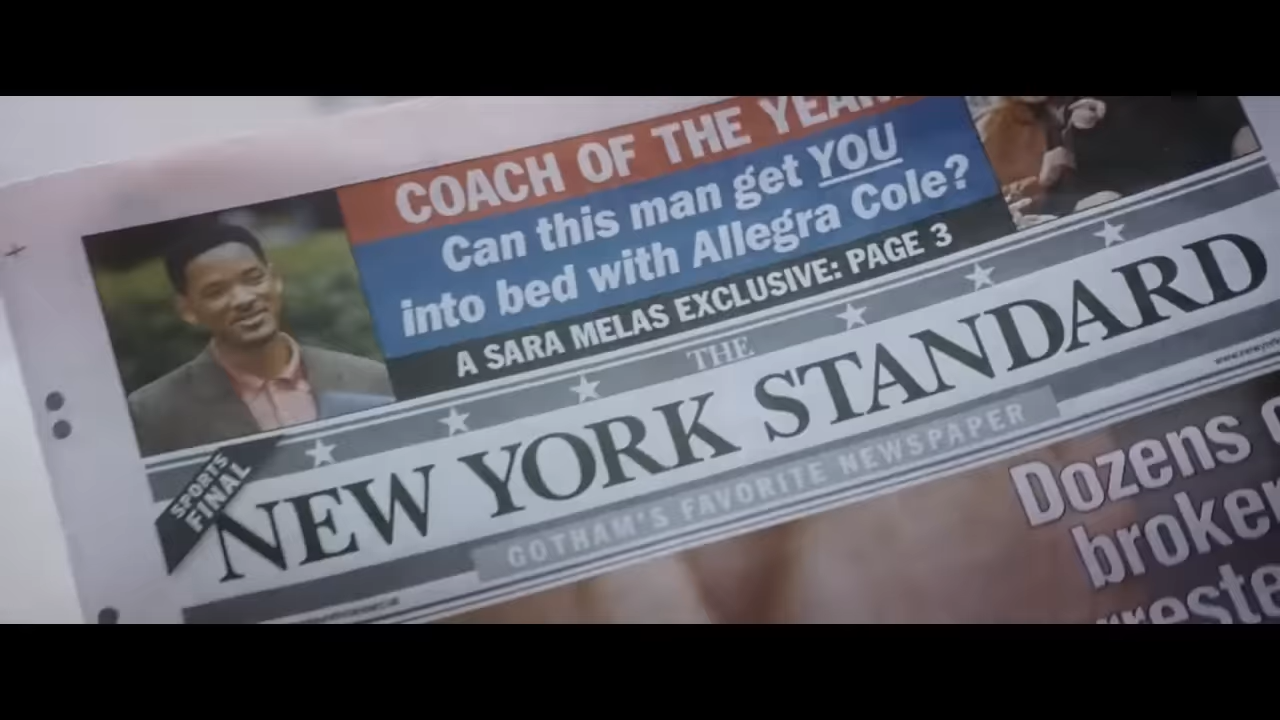 COACH OF THE YEAR
Can this man get YOU
into bed with Allegra Cole?
A SARA MELAS EXCLUSIVE: PAGE 3
THE
SPORTS
FINAL
NEW YORK STANDARD
GOTHAM'S FAVORITE NEWSPAPER
Dozens
broker